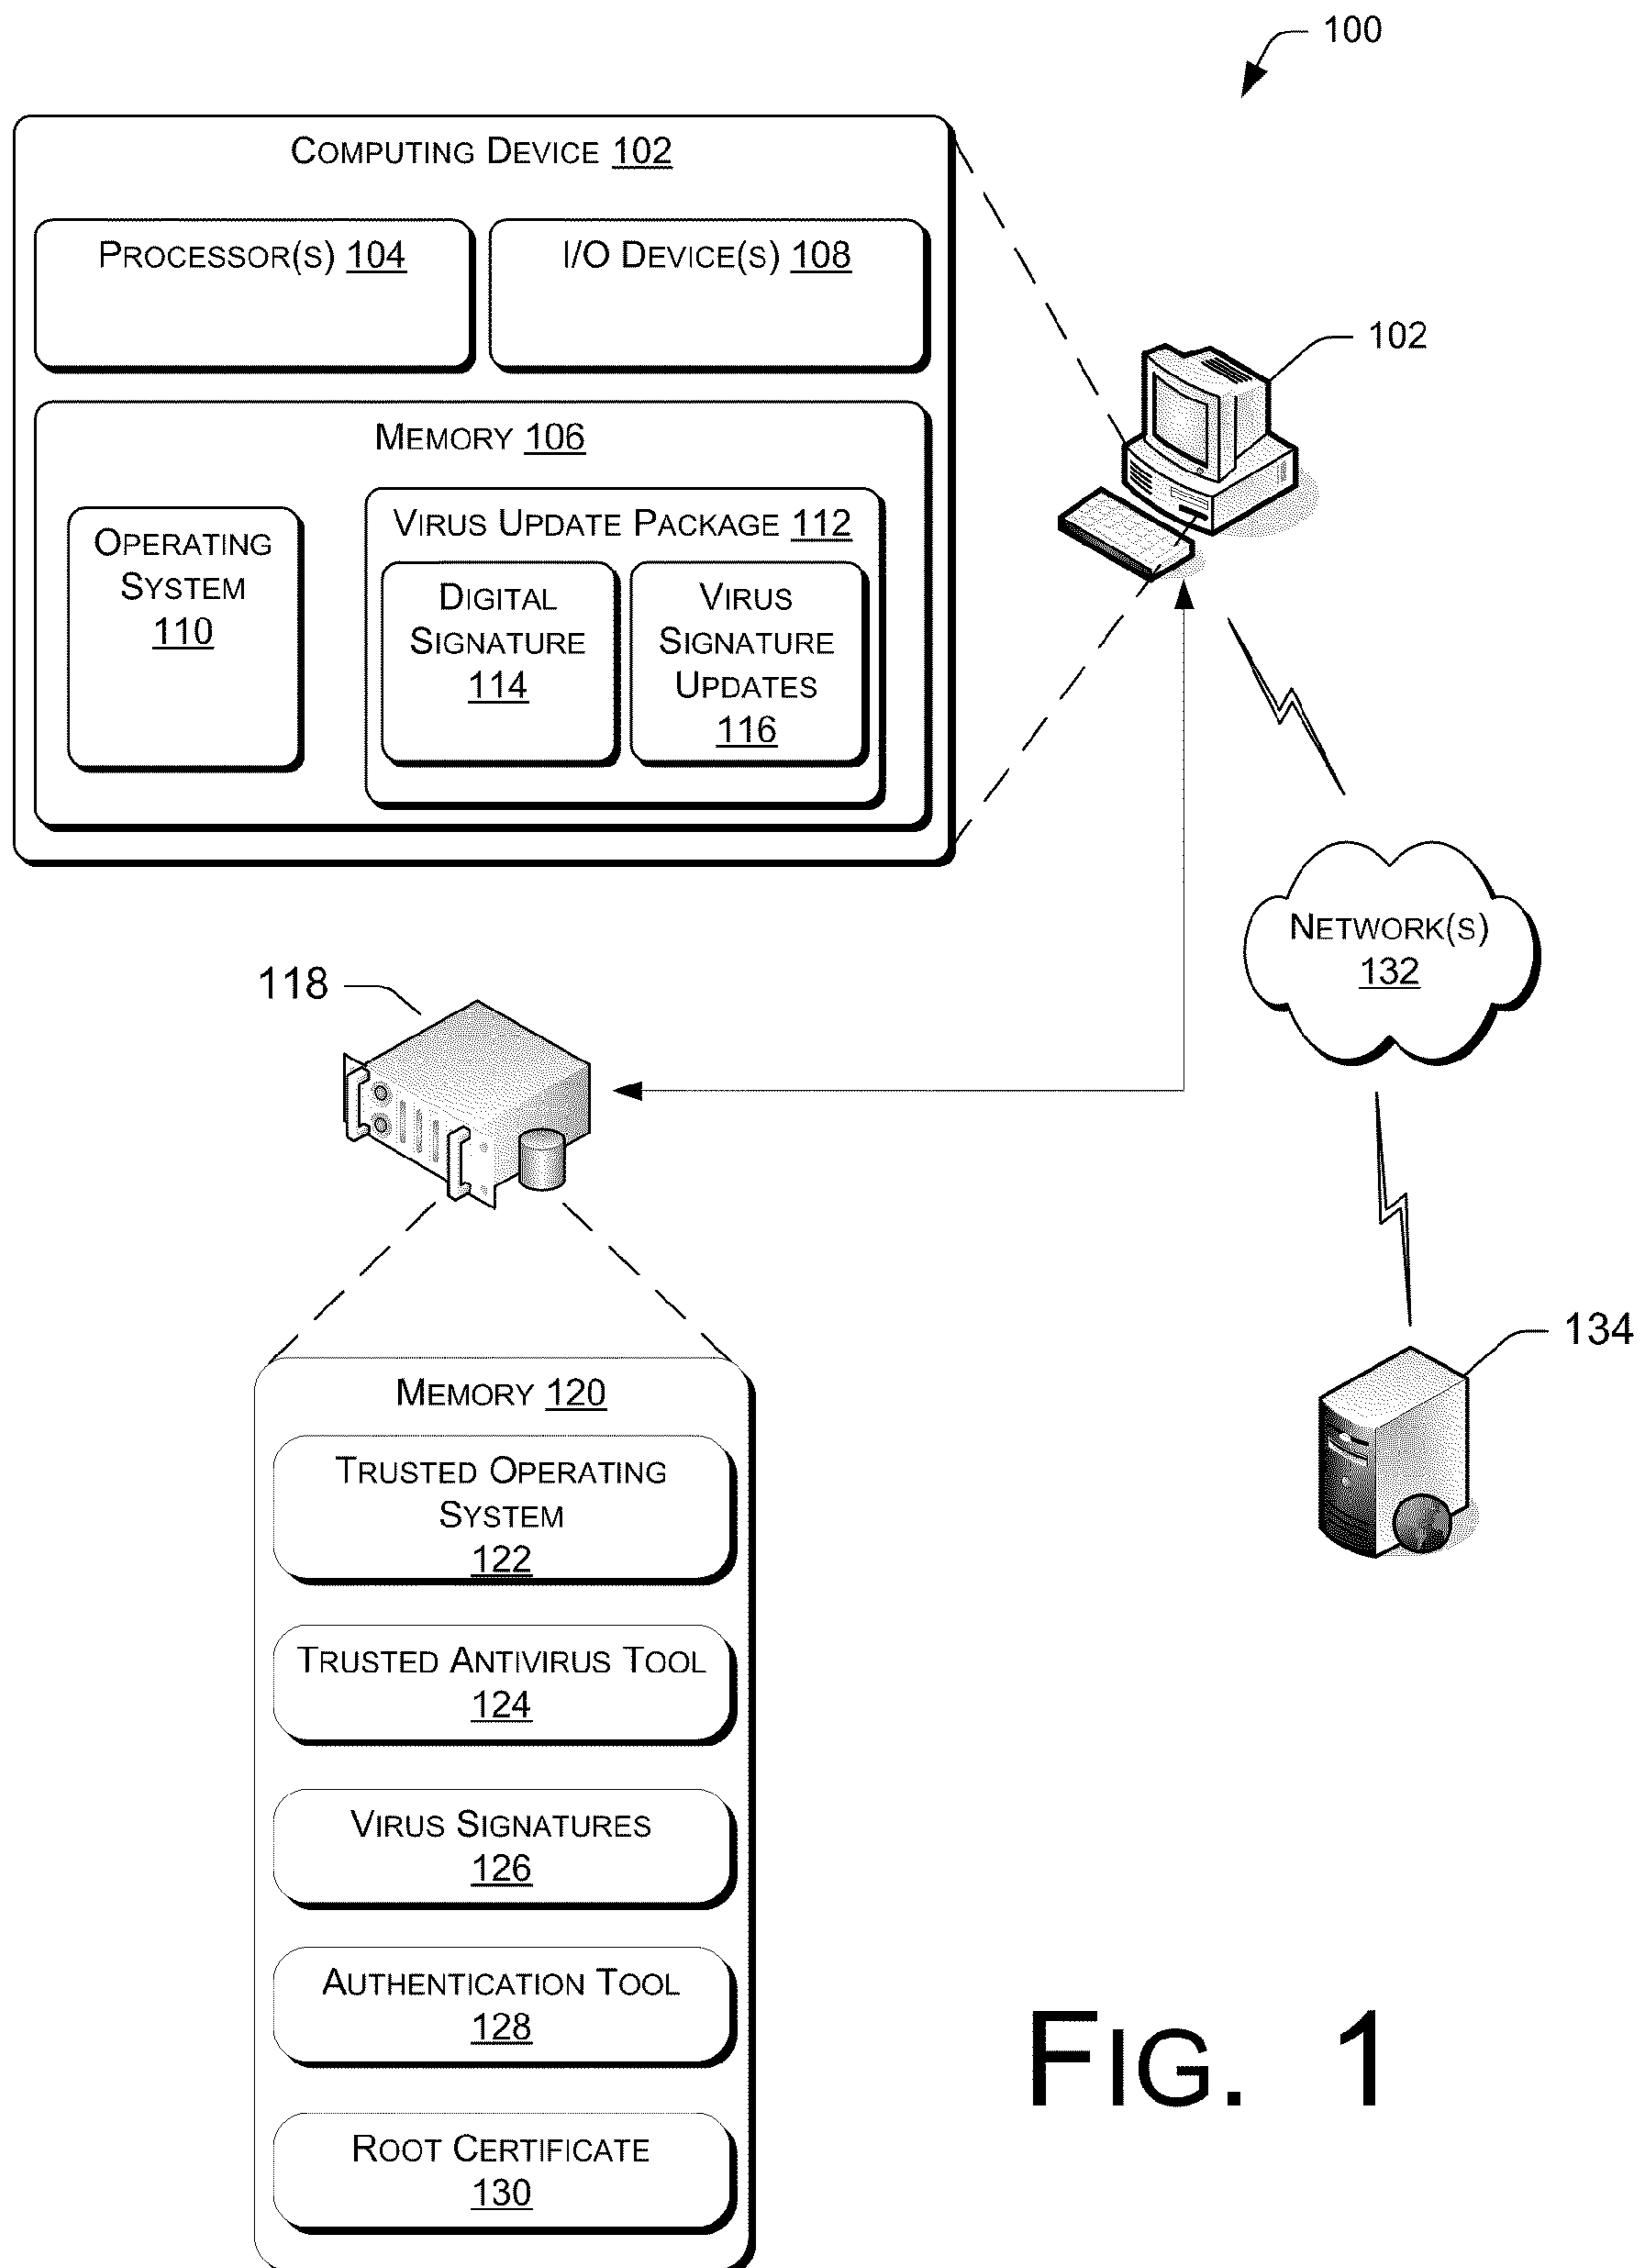 100
COMPUTING DEVICE 102
PROCESSOR(S) 104
I/O DEVICE(S) 108
102
MEMORY 106
OPERATING
SYSTEM
110
VIRUS UPDATE PACKAGE 112
DIGITAL
SIGNATURE
114
VIRUS
SIGNATURE
UPDATES
116
NETWORK(S)
132
118
134
MEMORY 120
TRUSTED OPERATING
SYSTEM
122
TRUSTED ANTIVIRUS TOOL
124
VIRUS SIGNATURES
126
AUTHENTICATION TOOL
128
ROOT CERTIFICATE
130
FIG. 1